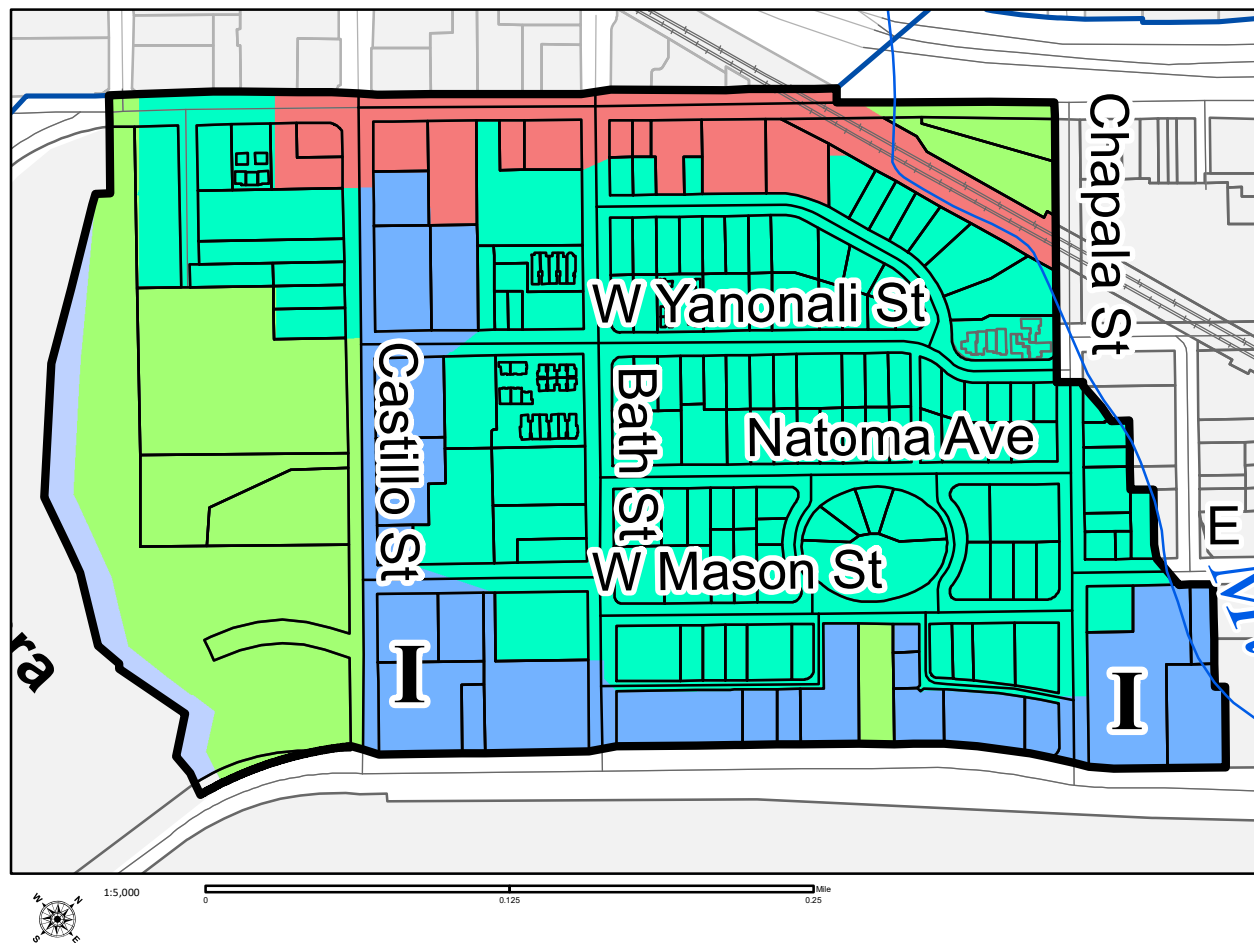 Chapala St
W Yanonali St
Castillo St
Bath St
Natoma Ave
E
W Mason St
M
ra
I
I
1:5,000
Mile
0
0.125
0.25
W
N
S
E